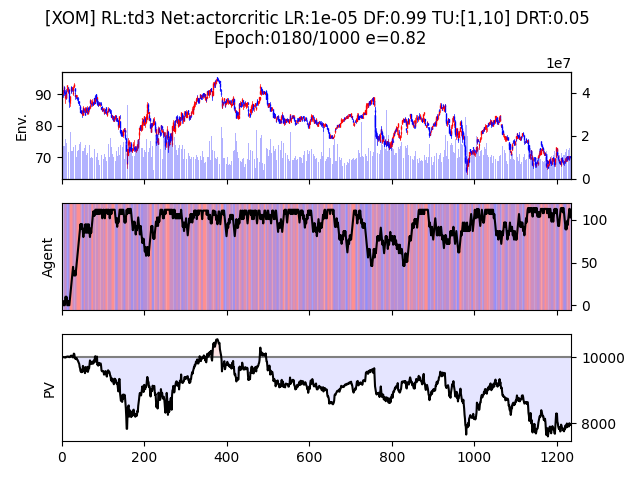 [XOM] RL:td3 Net:actorcritic LR:1e-05 DF:0.99 TU:[1,10] DRT:0.05
Epoch:0180/1000 e=0.82
1e7
90
80
70
Env.
4
2
0
Agent
100
50
0
PV
10000
8000
0 200 400 600 800 1000 1200